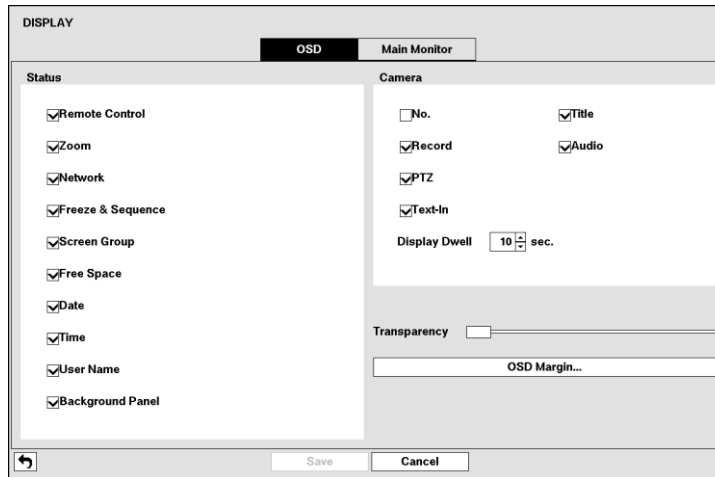 DISPLAY
OSD
Main Monitor
Status
Remote Control
Zoom
Network
Freeze & Sequence
Screen Group
Free Space
Date
Time
User Name
Background Panel
Camera
No.
Title
Record
Audio
PTZ
Text-In
Display Dwell 10 sec.
Transparency
OSD Margin...
Save
Cancel